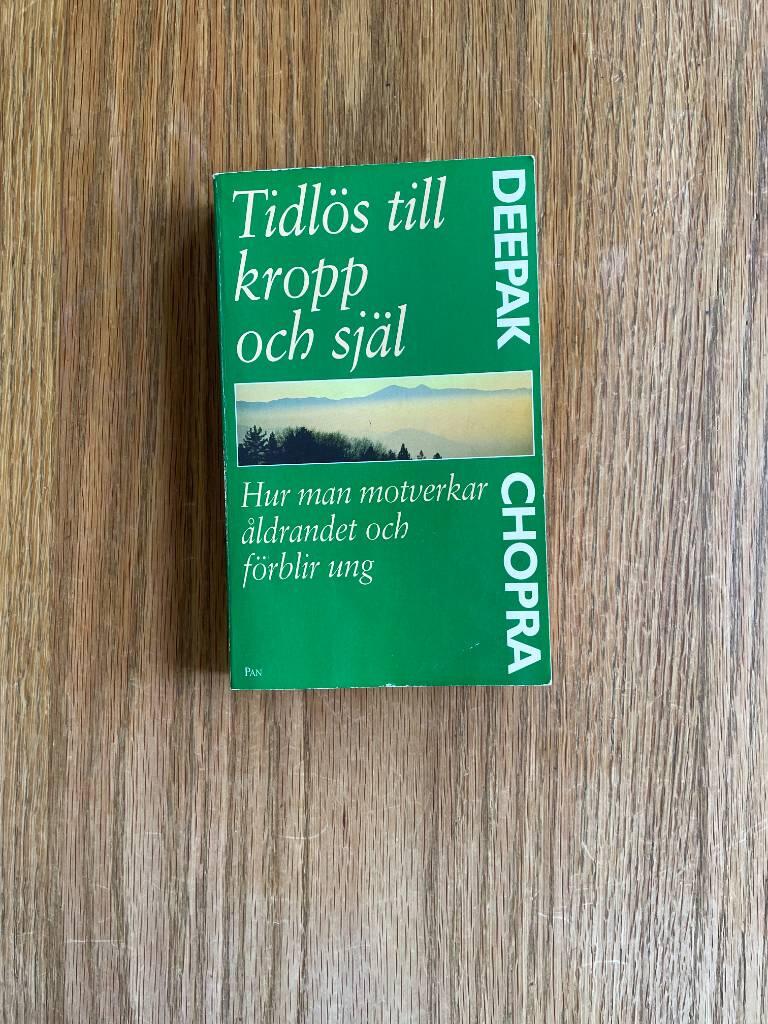 Tidlös till
kropp
och själ
DEEPAK CHOPRA
Hur man motverkar
åldrandet och
förblir ung
PAN